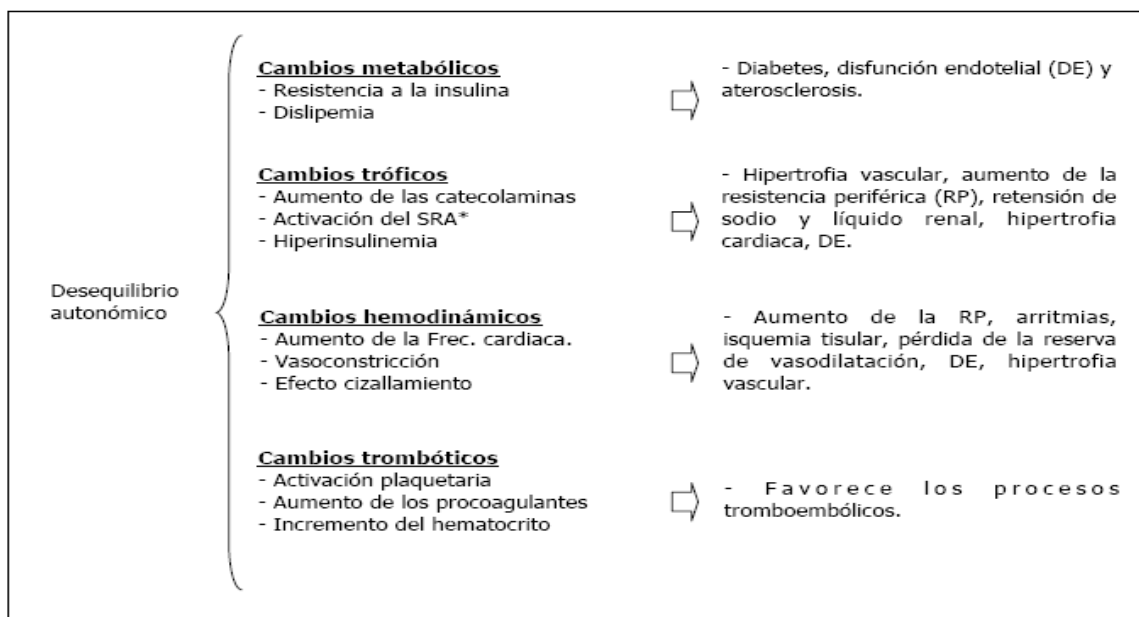 Desequilibrio
autonómico
Cambios metabólicos
- Resistencia a la insulina
- Dislipemia
- Diabetes, disfunción endotelial (DE) y
aterosclerosis.
Cambios tróficos
- Aumento de las catecolaminas
- Activación del SRA*
- Hiperinsulinemia
- Hipertrofia vascular, aumento de la
resistencia periférica (RP), retensión de
sodio y líquido renal, hipertrofia
cardiaca, DE.
Cambios hemodinámicos
- Aumento de la Frec. cardiaca.
- Vasoconstricción
- Efecto cizallamiento
- Aumento de la RP, arritmias,
isquemia tisular, pérdida de la reserva
de vasodilatación, DE, hipertrofia
vascular.
Cambios trombóticos
- Activación plaquetaria
- Aumento de los procoagulantes
- Incremento del hematocrito
- Favorece los procesos
tromboembólicos.